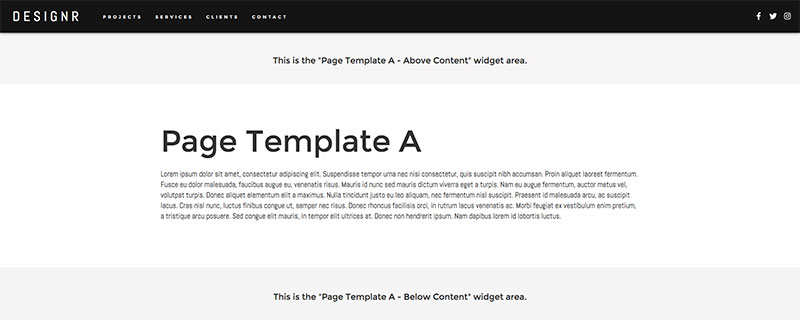 DESIGNR PROJECTS SERVICES CLIENTS CONTACT
This is the "Page Template A - Above Content" widget area.
Page Template A
Lorem ipsum dolor sit amet, consectetur adipiscing elit. Suspendisse tempor urna nec nisi consectetur, quis suscipit nibh accumsan. Proin aliquet laoreet fermentum.
Fusce eu dolor malesuada, faucibus augue eu, venenatis risus. Mauris id nunc sed mauris dictum viverra eget a turpis. Nam eu augue fermentum, auctor metus vel,
volutpat turpis. Donec aliquet elementum elit a maximus. Nulla tincidunt justo eu leo aliquam, nec fermentum nisl suscipit. Praesent id malesuada arcu, ac suscipit
lacus. Cras nisl nunc, luctus finibus congue ut, semper nec risus. Donec rhoncus facilisis orci, in rutrum lacus venenatis ac. Morbi feugiat ex vestibulum enim pretium,
a tristique arcu posuere. Sed congue elit mauris, in tempor elit ultrices at. Donec non hendrerit ipsum. Nam dapibus lorem id lobortis luctus.
This is the "Page Template A - Below Content" widget area.